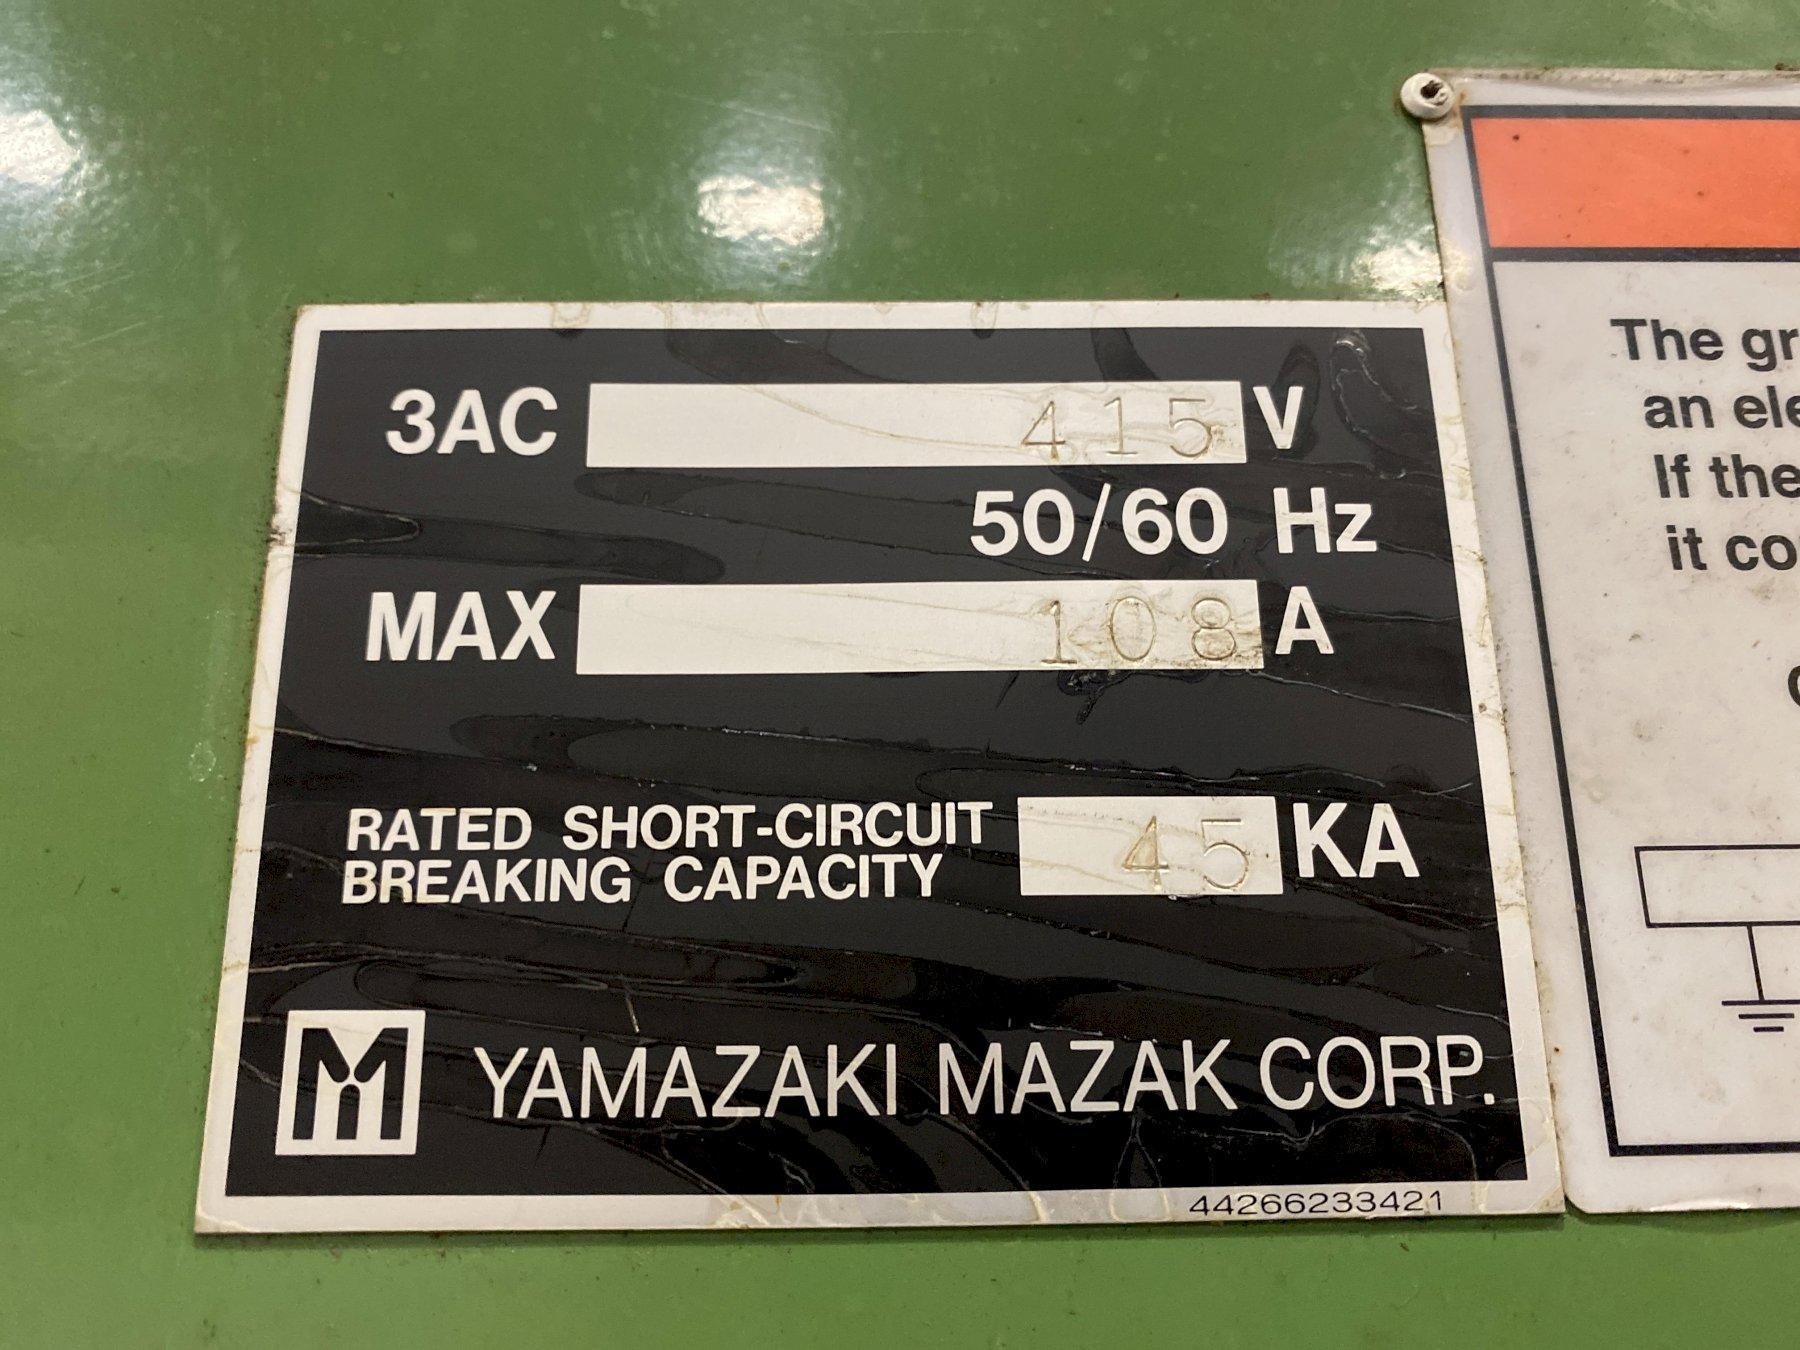 3AC 415 V
50/60 Hz
MAX 108 A
RATED SHORT-CIRCUIT
BREAKING CAPACITY 45 KA
M YAMAZAKI MAZAK CORP.
44266233421
The gr
an ele
If the
it co